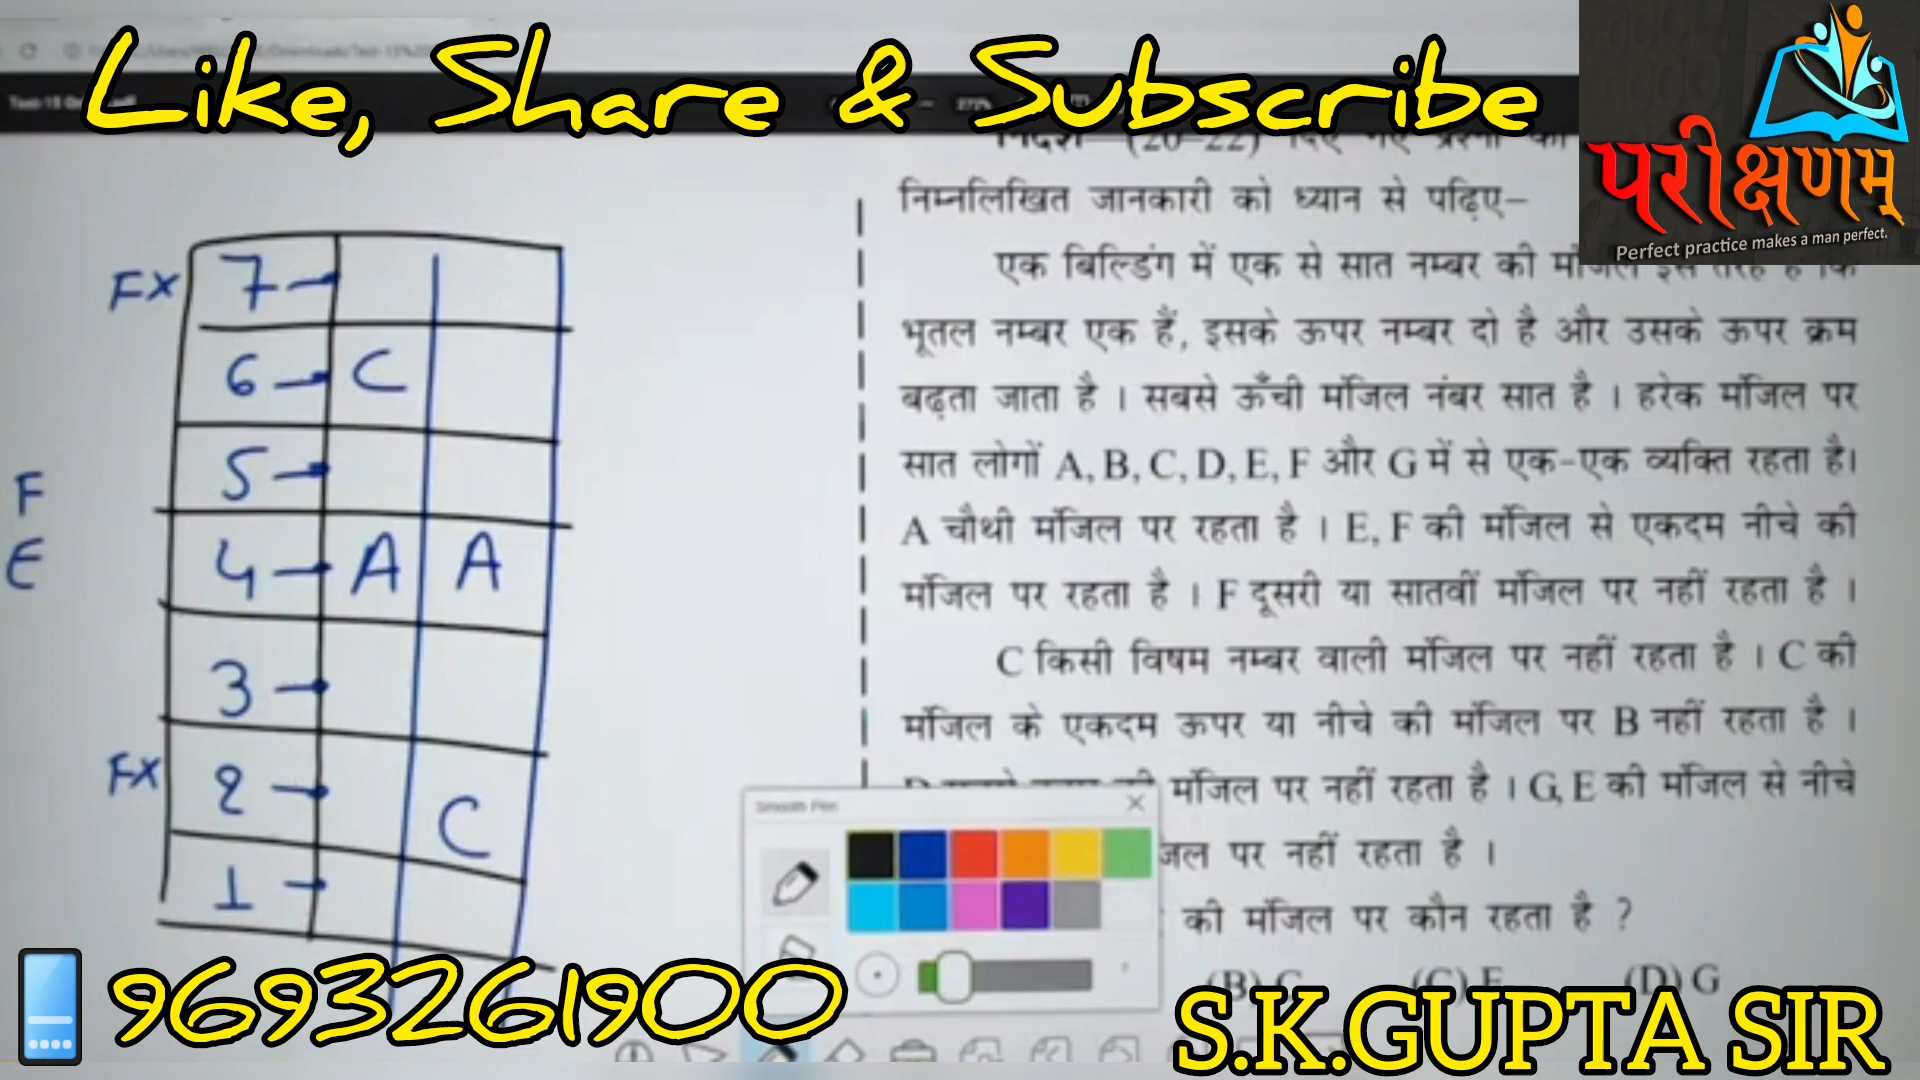 Like, Share & Subscribe
परीक्षणम्
Perfect practice makes a man perfect.
निम्नलिखित जानकारी को ध्यान से पढ़िए–
एक बिल्डिंग में एक से सात नम्बर की मंजिलें इस तरह हैं कि
भूतल नम्बर एक हैं, इसके ऊपर नम्बर दो है और उसके ऊपर क्रम
बढ़ता जाता है । सबसे ऊँची मंजिल नंबर सात है । हरेक मंजिल पर
सात लोगों A, B, C, D, E, F और G में से एक-एक व्यक्ति रहता है।
A चौथी मंजिल पर रहता है । E, F की मंजिल से एकदम नीचे की
मंजिल पर रहता है । F दूसरी या सातवीं मंजिल पर नहीं रहता है ।
C किसी विषम नम्बर वाली मंजिल पर नहीं रहता है । C की
मंजिल के एकदम ऊपर या नीचे की मंजिल पर B नहीं रहता है ।
मंजिल पर नहीं रहता है । G, E की मंजिल से नीचे
पर नहीं रहता है ।
की मंजिल पर कौन रहता है ?
(B) C (C) E (D) G
FX 7
6 C
5
F
E
4 A A
3
FX 2 C
1
Smooth Pen
9693261900
S.K.GUPTA SIR